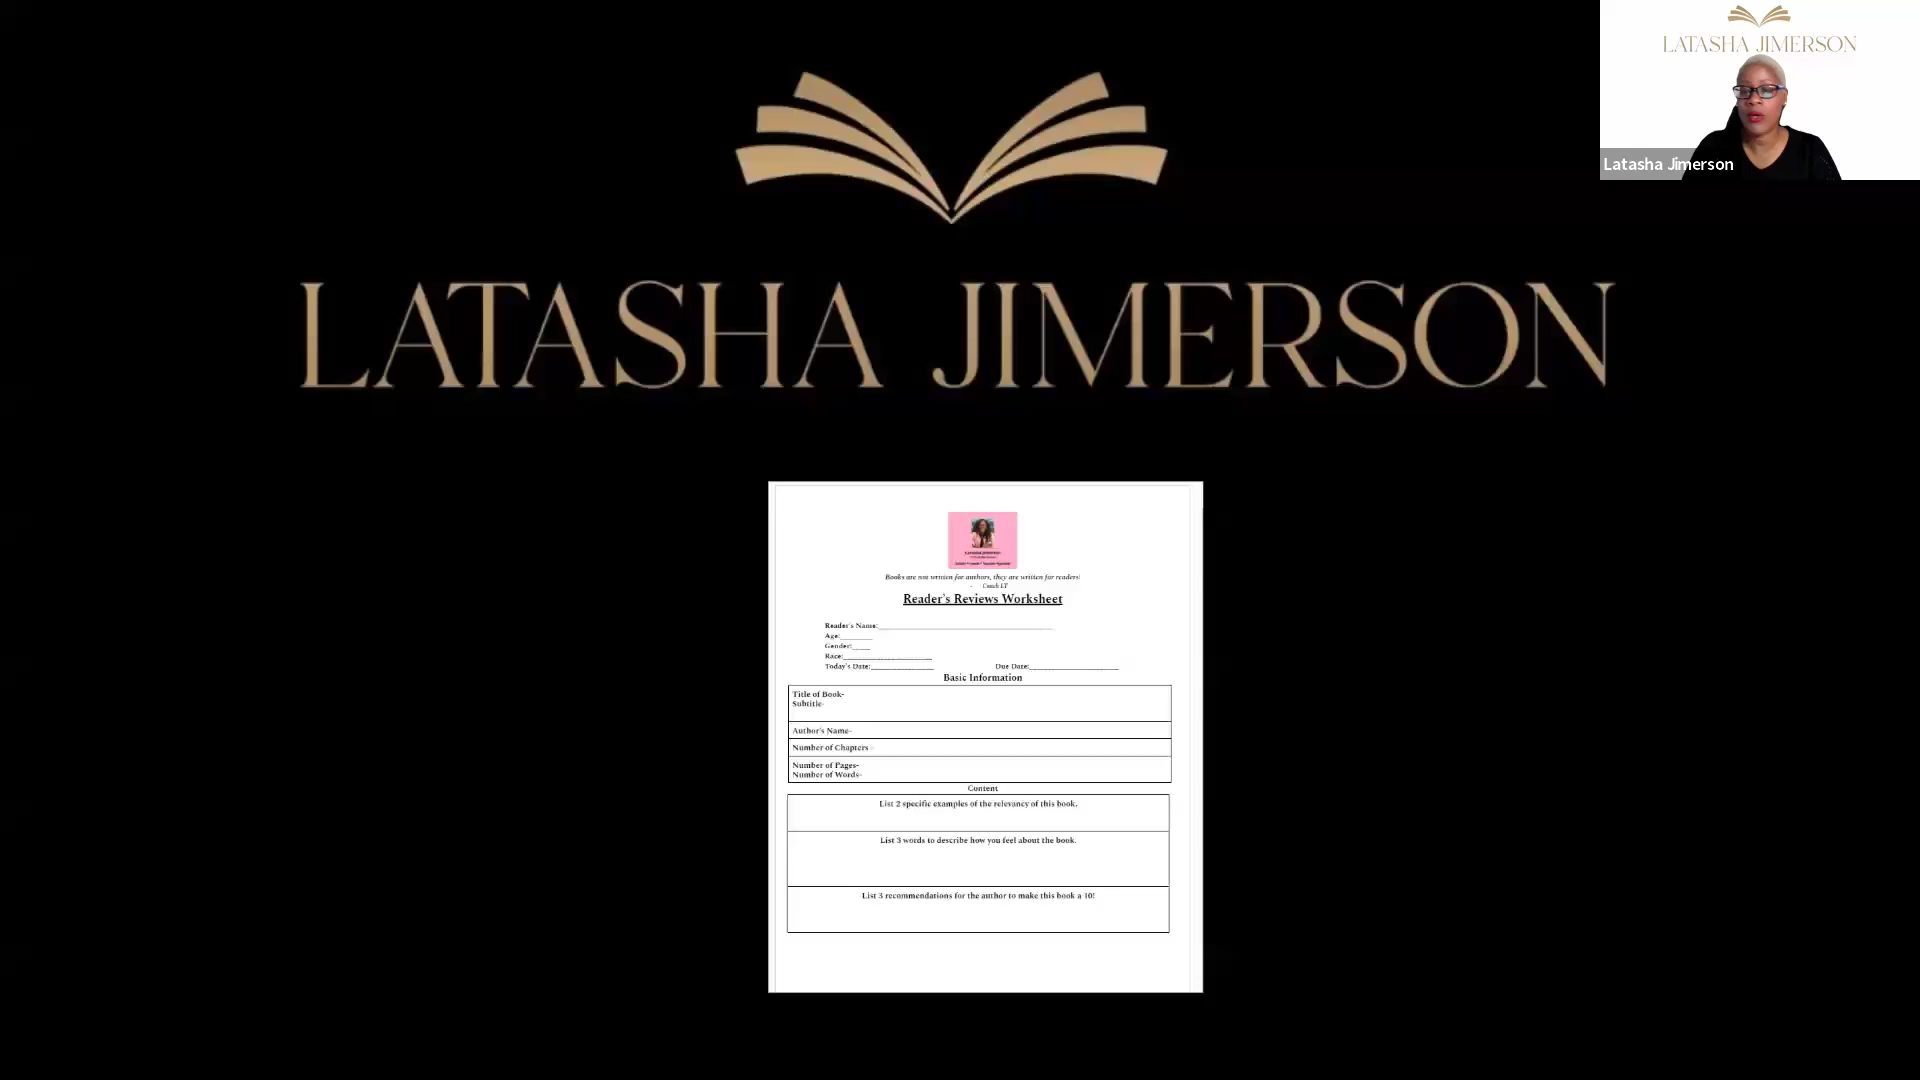 LATASHA JIMERSON
LATASHA JIMERSON
Latasha Jimerson
Books are not written for authors, they are written for readers!
- Coach LT
Reader's Reviews Worksheet
Reader's Name:
Age:
Gender:
Race:
Today's Date: Due Date:
Basic Information
Title of Book-
Subtitle-
Author's Name-
Number of Chapters -
Number of Pages-
Number of Words-
Content
List 2 specific examples of the relevancy of this book.
List 3 words to describe how you feel about the book.
List 3 recommendations for the author to make this book a 10!